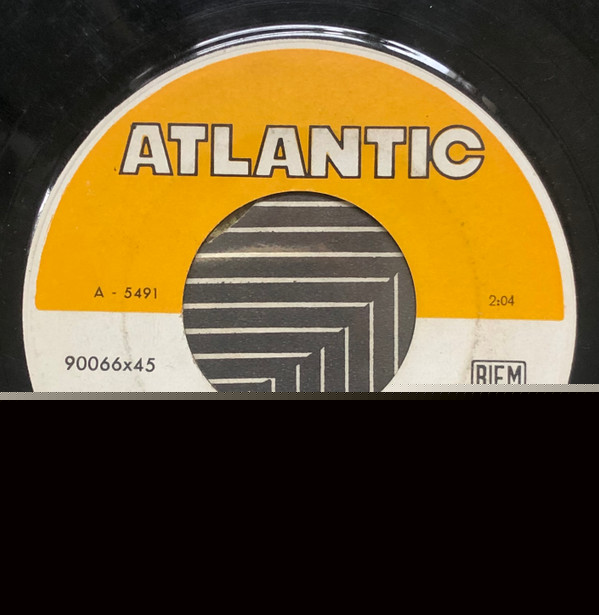 ATLANTIC
A - 5491
2:04
90066x45
BIEM